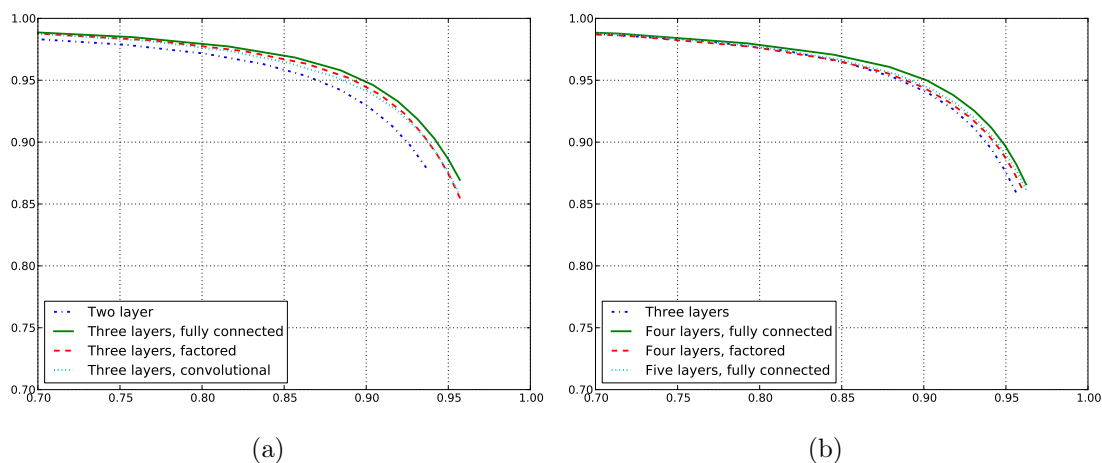 1.00
0.95
0.90
0.85
0.80
0.75
0.70
0.70 0.75 0.80 0.85 0.90 0.95 1.00
Two layer
Three layers, fully connected
Three layers, factored
Three layers, convolutional
(a)
1.00
0.95
0.90
0.85
0.80
0.75
0.70
0.70 0.75 0.80 0.85 0.90 0.95 1.00
Three layers
Four layers, fully connected
Four layers, factored
Five layers, fully connected
(b)